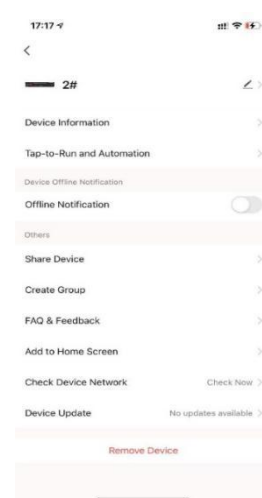 17:17
2#
Device Information
Tap-to-Run and Automation
Device Offline Notification
Offline Notification
Others
Share Device
Create Group
FAQ & Feedback
Add to Home Screen
Check Device Network Check Now
Device Update No updates available
Remove Device